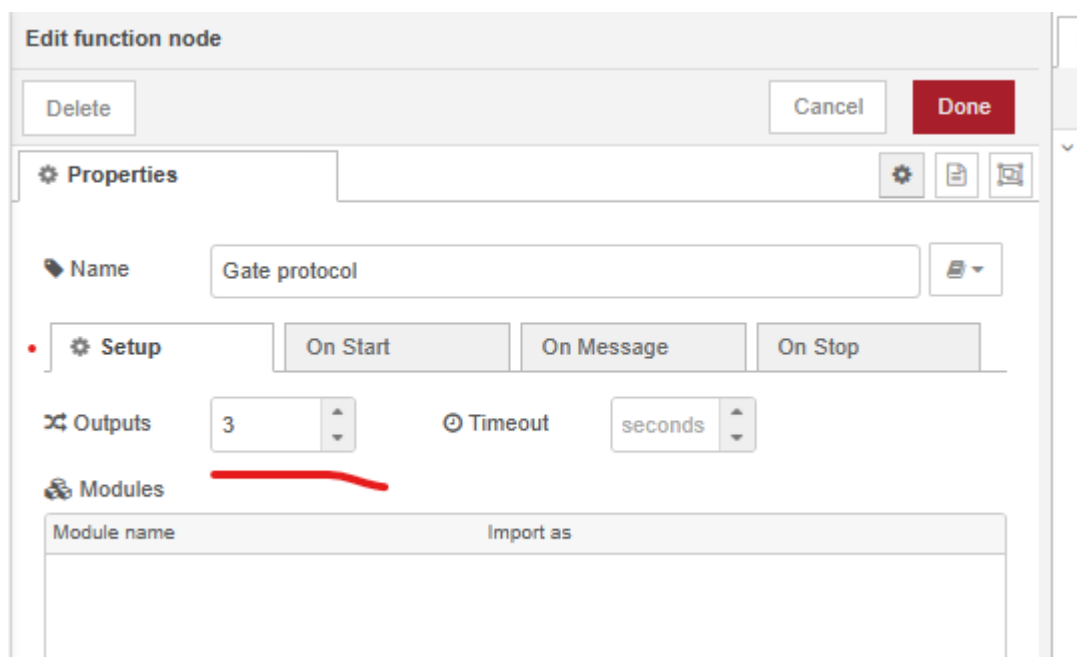 Edit function node
Delete
Cancel
Done
Properties
Name
Gate protocol
Setup
On Start
On Message
On Stop
Outputs
3
Timeout
seconds
Modules
Module name
Import as